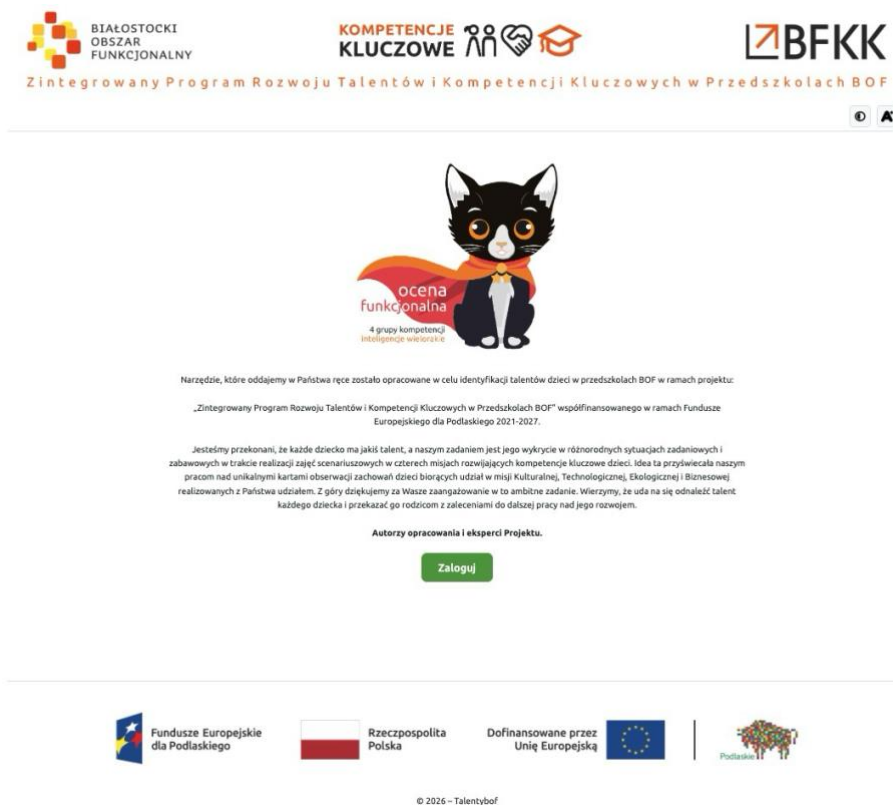 BIAŁOSTOCKI
OBSZAR
FUNKCJONALNY
KOMPETENCJE
KLUCZOWE
BFKK
Zintegrowany Program Rozwoju Talentów i Kompetencji Kluczowych w Przedszkolach BOF
A
ocena
funkcjonalna
4 grupy kompetencji
inteligencje wielorakie
Narzędzie, które oddajemy w Państwa ręce zostało opracowane w celu identyfikacji talentów dzieci w przedszkolach BOF w ramach projektu:
„Zintegrowany Program Rozwoju Talentów i Kompetencji Kluczowych w Przedszkolach BOF" współfinansowanego w ramach Fundusze
Europejskiego dla Podlaskiego 2021-2027.
Jesteśmy przekonani, że każde dziecko ma jakiś talent, a naszym zadaniem jest jego wykrycie w różnorodnych sytuacjach zadaniowych i
zabawowych w trakcie realizacji zajęć scenariuszowych w czterech misjach rozwijających kompetencje kluczowe dzieci. Idea ta przyświecała naszym
pracom nad unikalnymi kartami obserwacji zachowań dzieci biorących udział w misji Kulturalnej, Technologicznej, Ekologicznej i Biznesowej
realizowanych z Państwa udziałem. Z góry dziękujemy za Wasze zaangażowanie w to ambitne zadanie. Wierzymy, że uda na się odnaleźć talent
każdego dziecka i przekazać go rodzicom z zaleceniami do dalszej pracy nad jego rozwojem.
Autorzy opracowania i eksperci Projektu.
Zaloguj
Fundusze Europejskie
dla Podlaskiego
Rzeczpospolita
Polska
Dofinansowane przez
Unię Europejską
Podlaskie
© 2026 – Talentybof